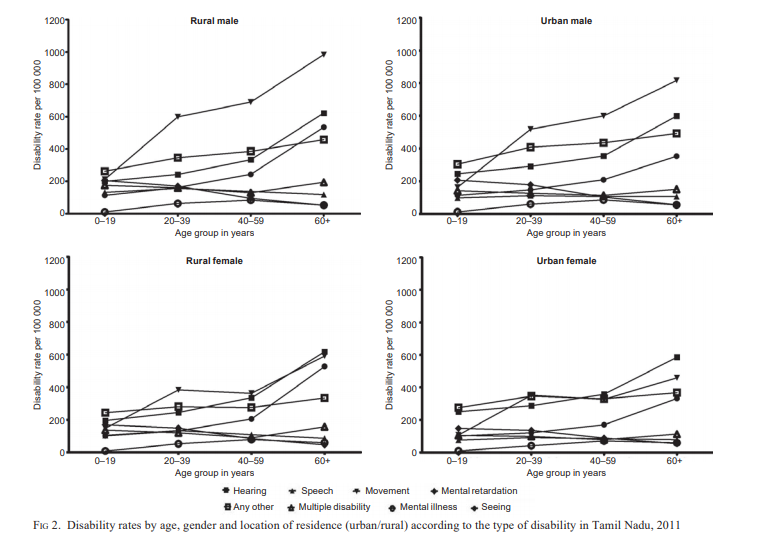 Rural male
Urban male
Disability rate per 100 000
1200
1000
800
600
400
200
0
0–19 20–39 40–59 60+
Age group in years
Disability rate per 100 000
1200
1000
800
600
400
200
0
0–19 20–39 40–59 60+
Age group in years
Rural female
Urban female
Disability rate per 100 000
1200
1000
800
600
400
200
0
0–19 20–39 40–59 60+
Age group in years
Disability rate per 100 000
1200
1000
800
600
400
200
0
0–19 20–39 40–59 60+
Age group in years
Hearing Speech Movement Mental retardation
Any other Multiple disability Mental illness Seeing
FIG 2. Disability rates by age, gender and location of residence (urban/rural) according to the type of disability in Tamil Nadu, 2011